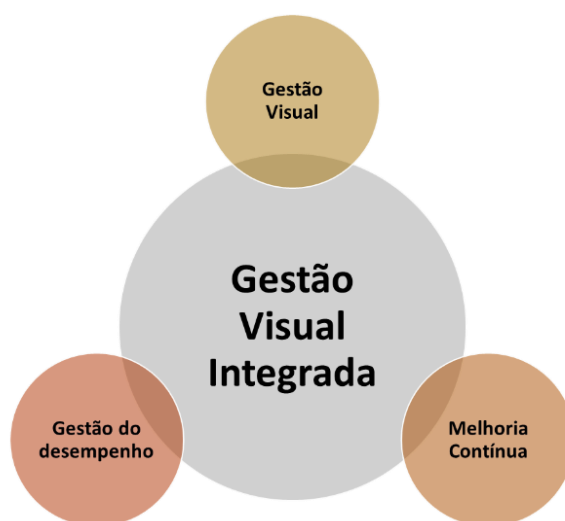 Gestão
Visual
Gestão
Visual
Integrada
Gestão do
desempenho
Melhoria
Contínua